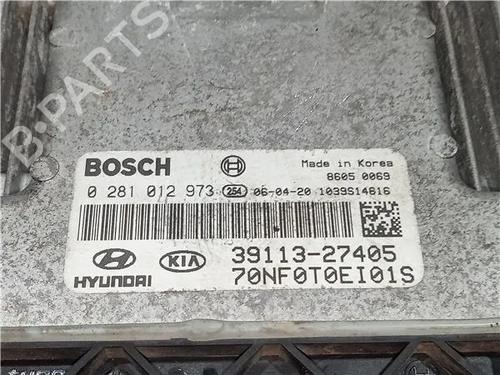 B-PARTS
BOSCH
Made in Korea
8605 0069
0 281 012 973 254 06-04-20 1039S14816
HYUNDAI KIA 39113-27405
70NF0T0EI01S